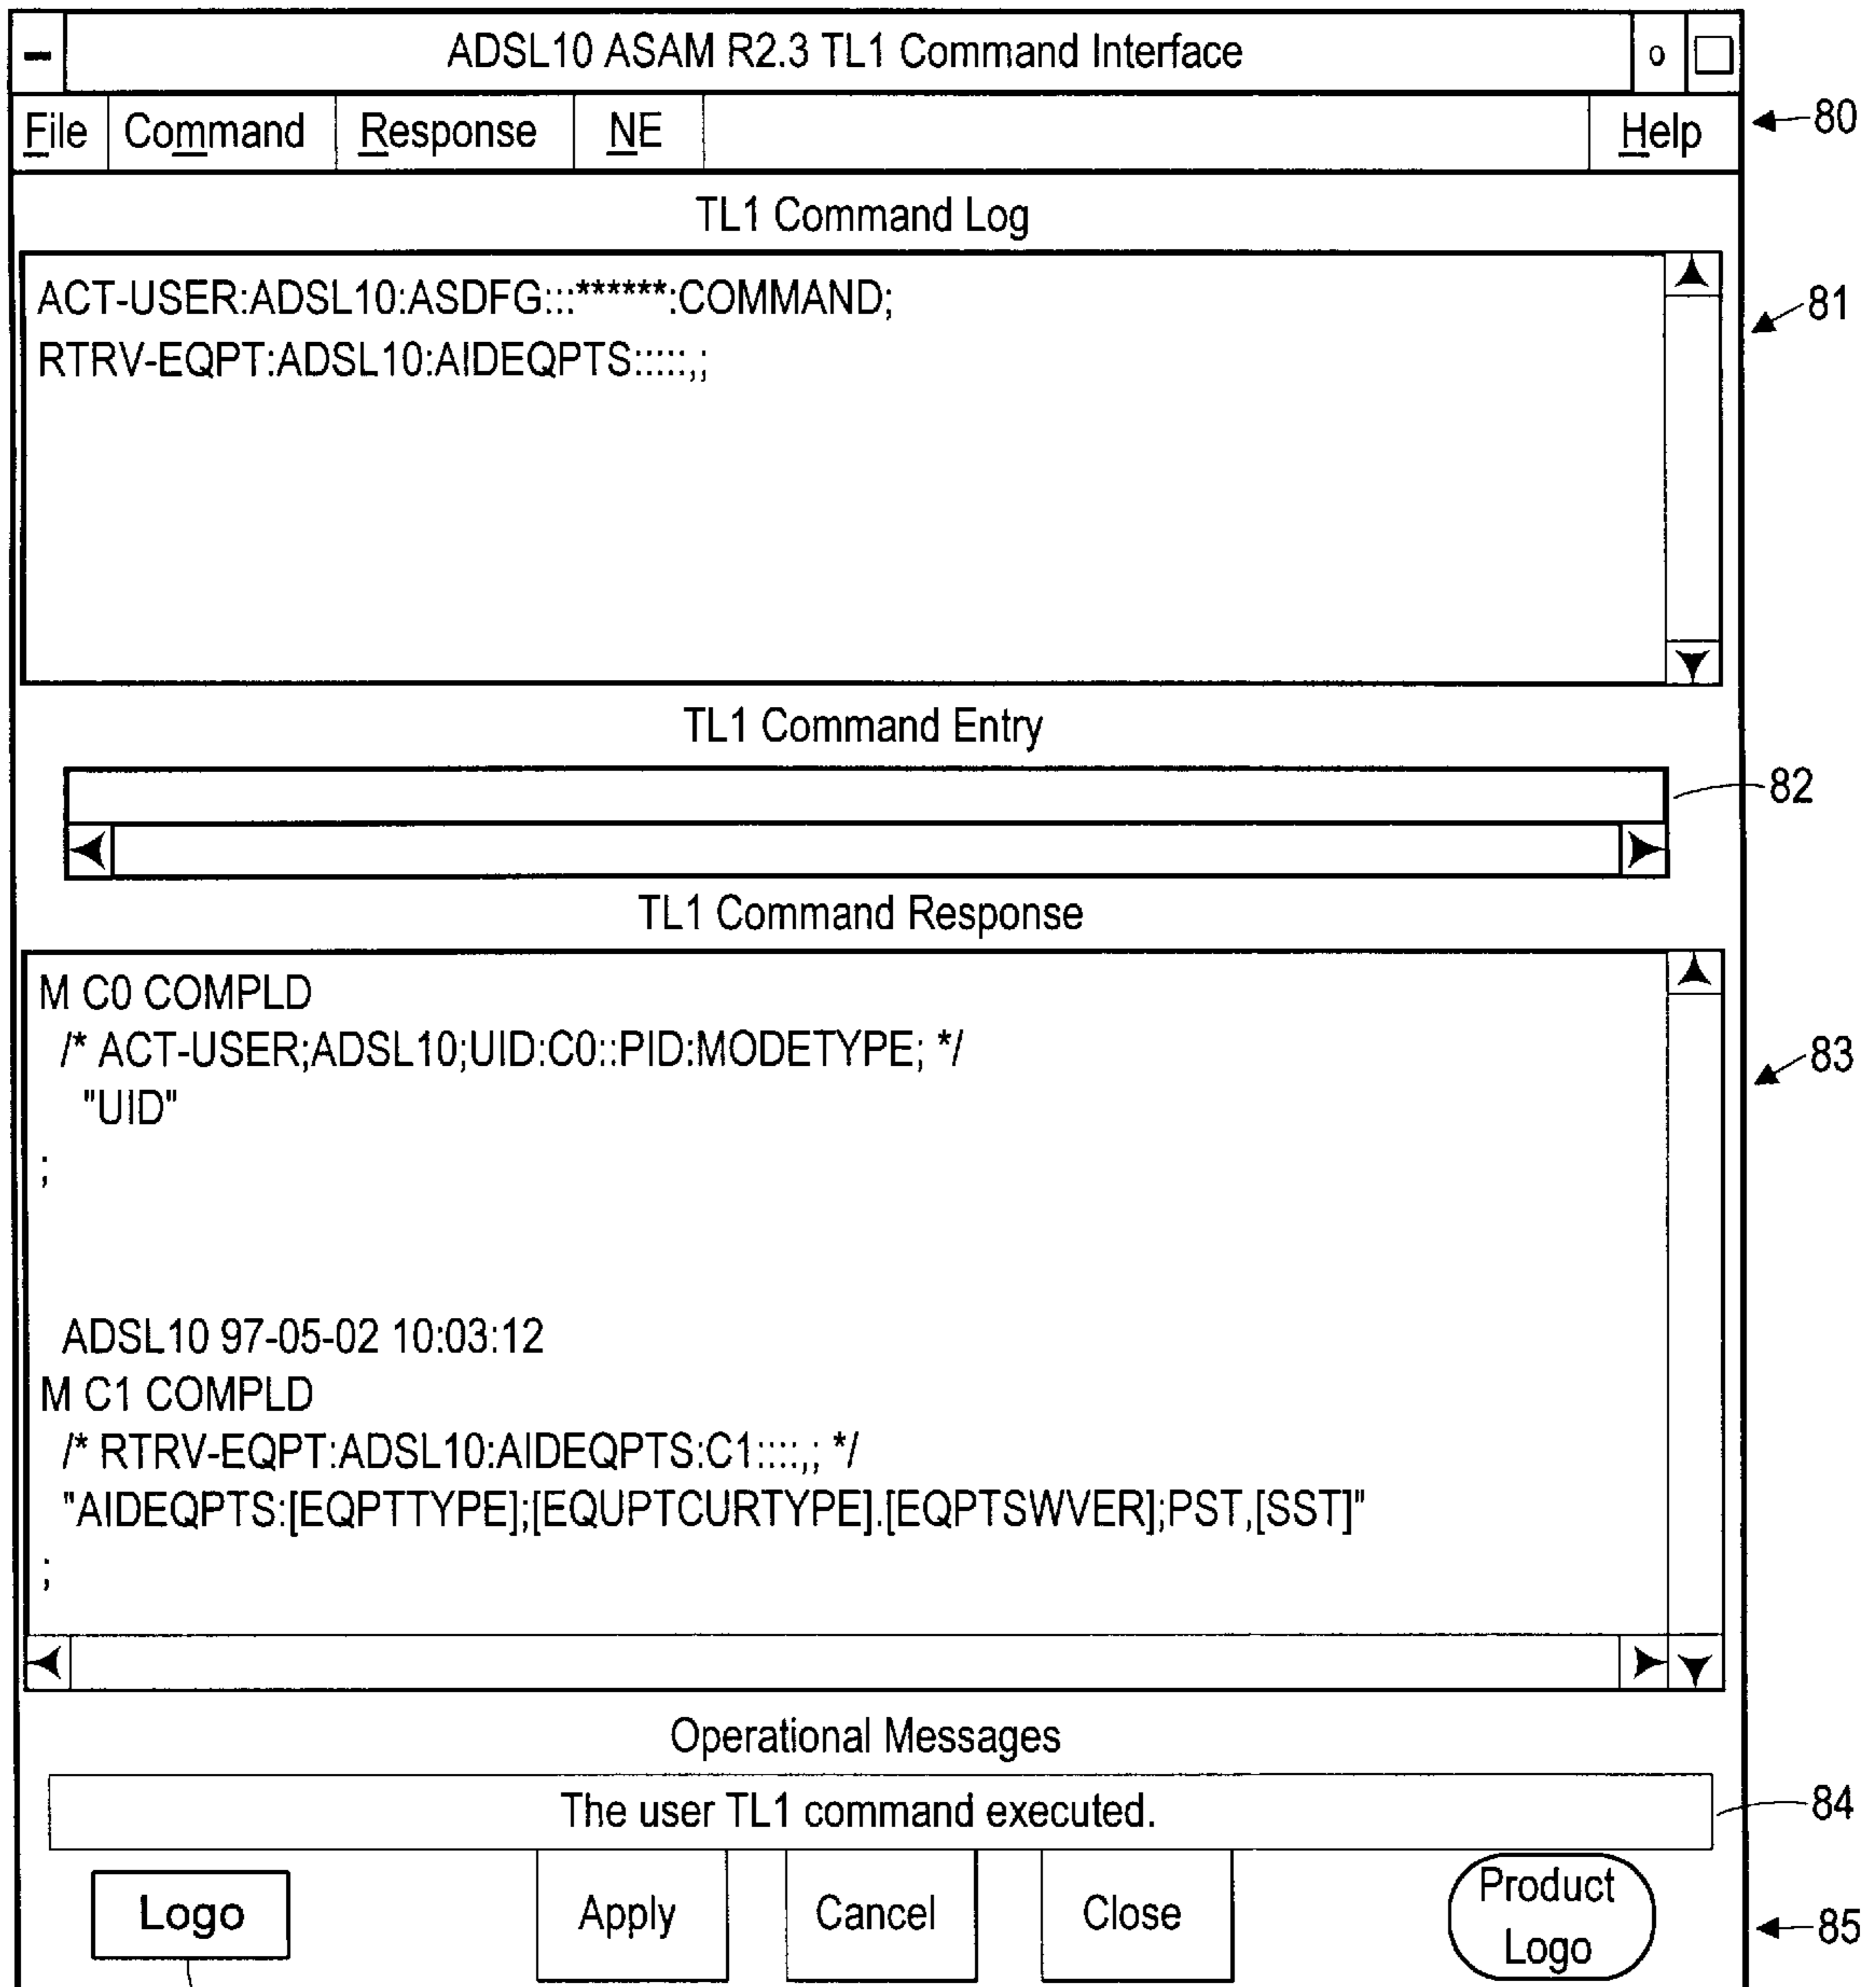 ADSL10 ASAM R2.3 TL1 Command Interface
File Command Response NE Help
80
TL1 Command Log
ACT-USER:ADSL10:ASDFG:::******:COMMAND;
RTRV-EQPT:ADSL10:AIDEQPTS:::::,;
81
TL1 Command Entry
82
TL1 Command Response
M C0 COMPLD
/* ACT-USER;ADSL10;UID:C0::PID:MODETYPE; */
"UID"
;
83
ADSL10 97-05-02 10:03:12
M C1 COMPLD
/* RTRV-EQPT:ADSL10:AIDEQPTS:C1::::,; */
"AIDEQPTS:[EQPTTYPE];[EQUPTCURTYPE].[EQPTSWVER];PST,[SST]"
;
Operational Messages
The user TL1 command executed.
84
Logo Apply Cancel Close Product Logo
85